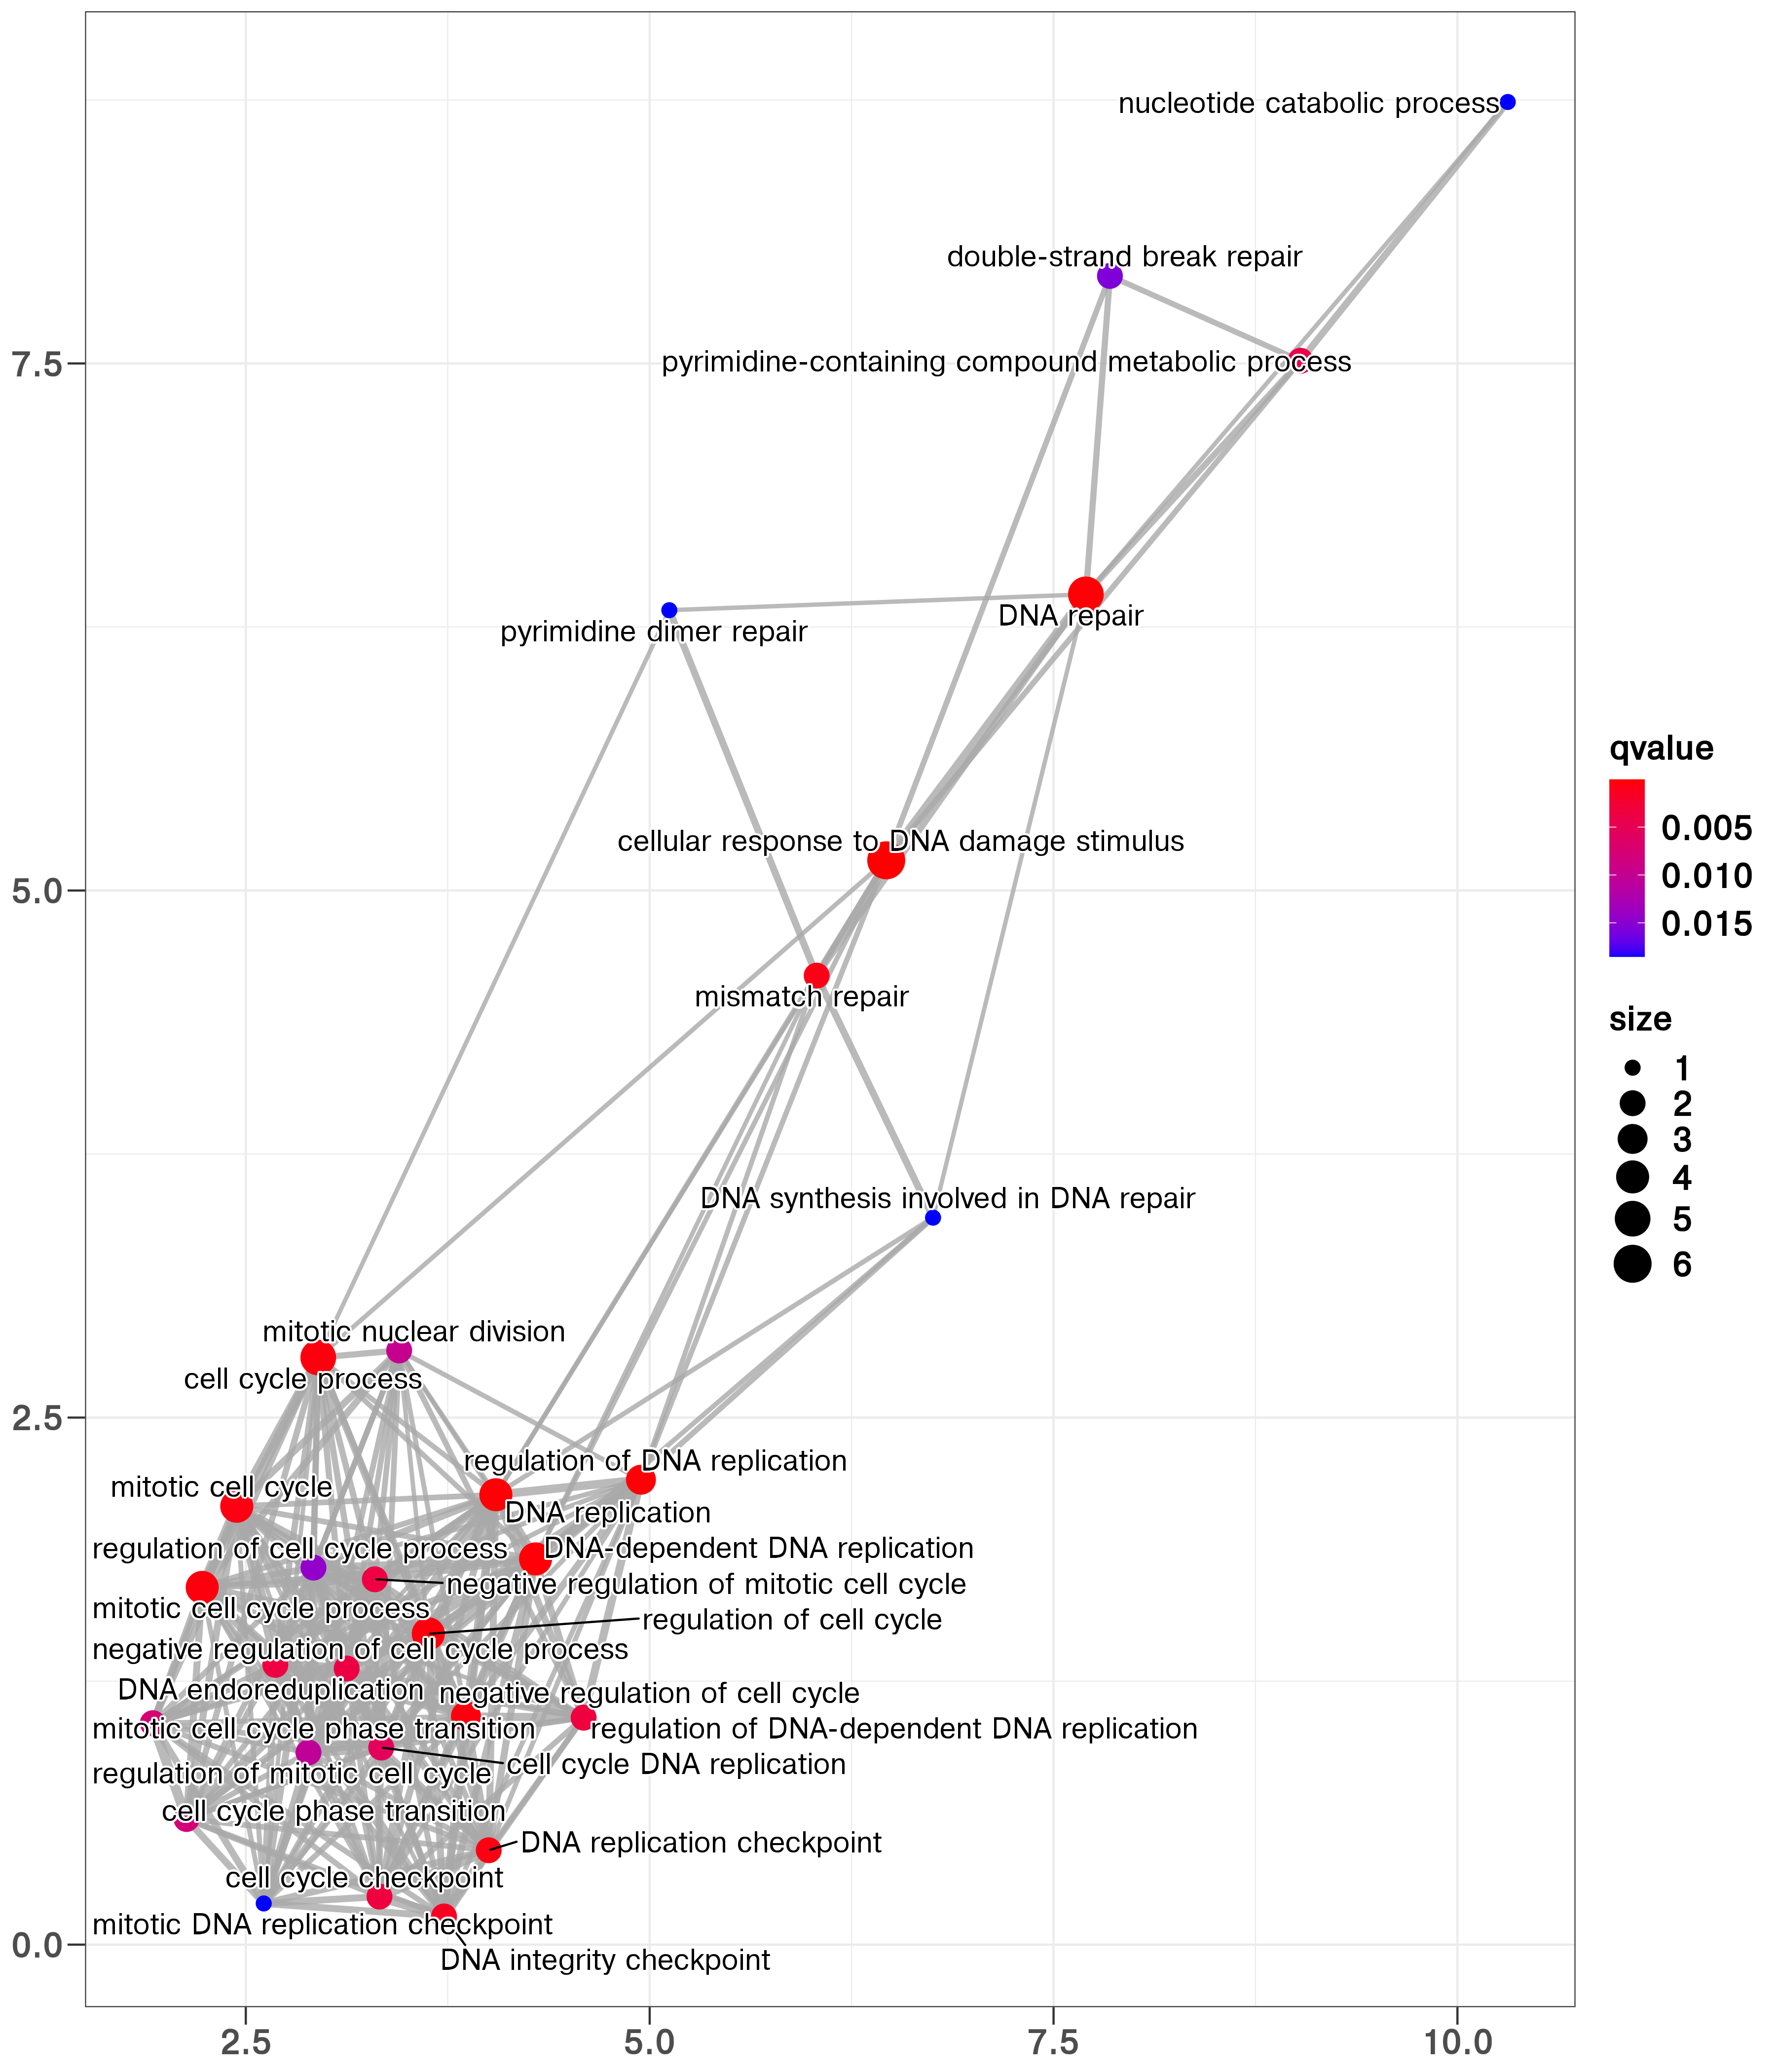 nucleotide catabolic process
double-strand break repair
7.5
pyrimidine-containing compound metabolic process
DNA repair
pyrimidine dimer repair
qvalue
0.005
0.010
0.015
cellular response to DNA damage stimulus
5.0
mismatch repair
size
1
2
3
4
5
6
DNA synthesis involved in DNA repair
mitotic nuclear division
cell cycle process
2.5
regulation of DNA replication
mitotic cell cycle
DNA replication
regulation of cell cycle process
DNA-dependent DNA replication
negative regulation of mitotic cell cycle
mitotic cell cycle process
regulation of cell cycle
negative regulation of cell cycle process
DNA endoreduplication
negative regulation of cell cycle
mitotic cell cycle phase transition
regulation of DNA-dependent DNA replication
cell cycle DNA replication
regulation of mitotic cell cycle
cell cycle phase transition
DNA replication checkpoint
cell cycle checkpoint
mitotic DNA replication checkpoint
0.0
DNA integrity checkpoint
2.5
5.0
7.5
10.0